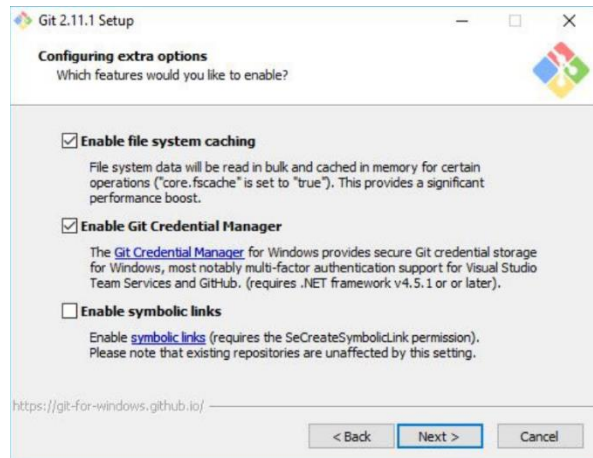 Git 2.11.1 Setup
Configuring extra options
Which features would you like to enable?
Enable file system caching
File system data will be read in bulk and cached in memory for certain
operations ("core.fscache" is set to "true"). This provides a significant
performance boost.
Enable Git Credential Manager
The Git Credential Manager for Windows provides secure Git credential storage
for Windows, most notably multi-factor authentication support for Visual Studio
Team Services and GitHub. (requires .NET framework v4.5.1 or or later).
Enable symbolic links
Enable symbolic links (requires the SeCreateSymbolicLink permission).
Please note that existing repositories are unaffected by this setting.
https://git-for-windows.github.io/
< Back Next > Cancel